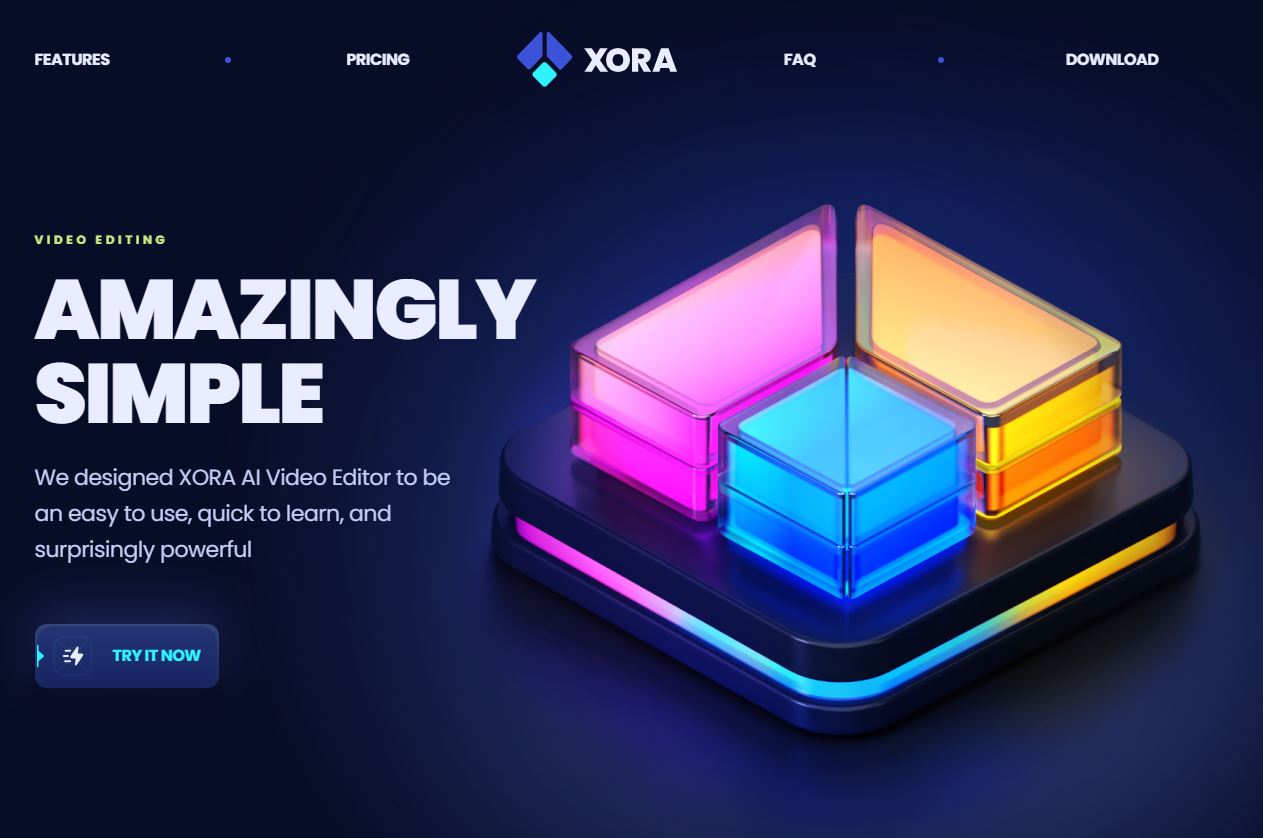 FEATURES
PRICING
XORA
FAQ
DOWNLOAD
VIDEO EDITING
AMAZINGLY
SIMPLE
We designed XORA AI Video Editor to be
an easy to use, quick to learn, and
surprisingly powerful
TRY IT NOW